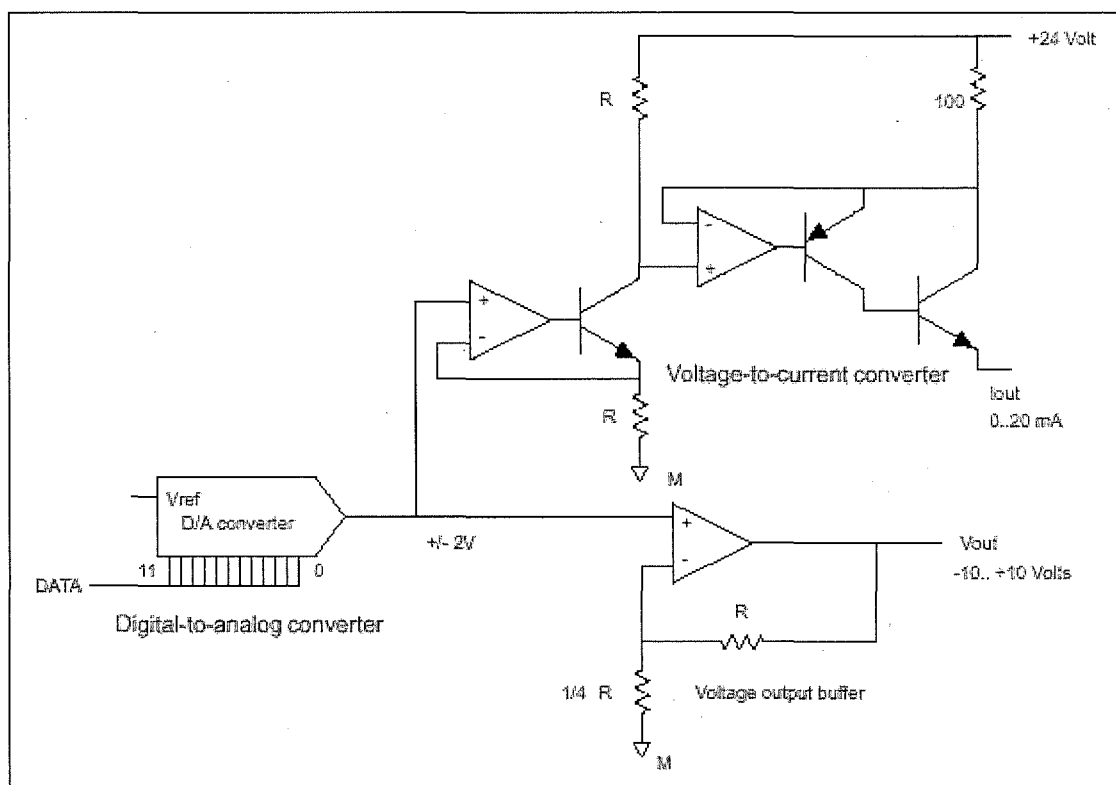 +24 Volt
R
100
-
+
+
-
Voltage-to-current converter
Iout
0..20 mA
R
M
Vref
D/A converter
+/- 2V
+
-
Vout
-10.. +10 Volts
11
0
DATA
Digital-to-analog converter
R
1/4 R
Voltage output buffer
M